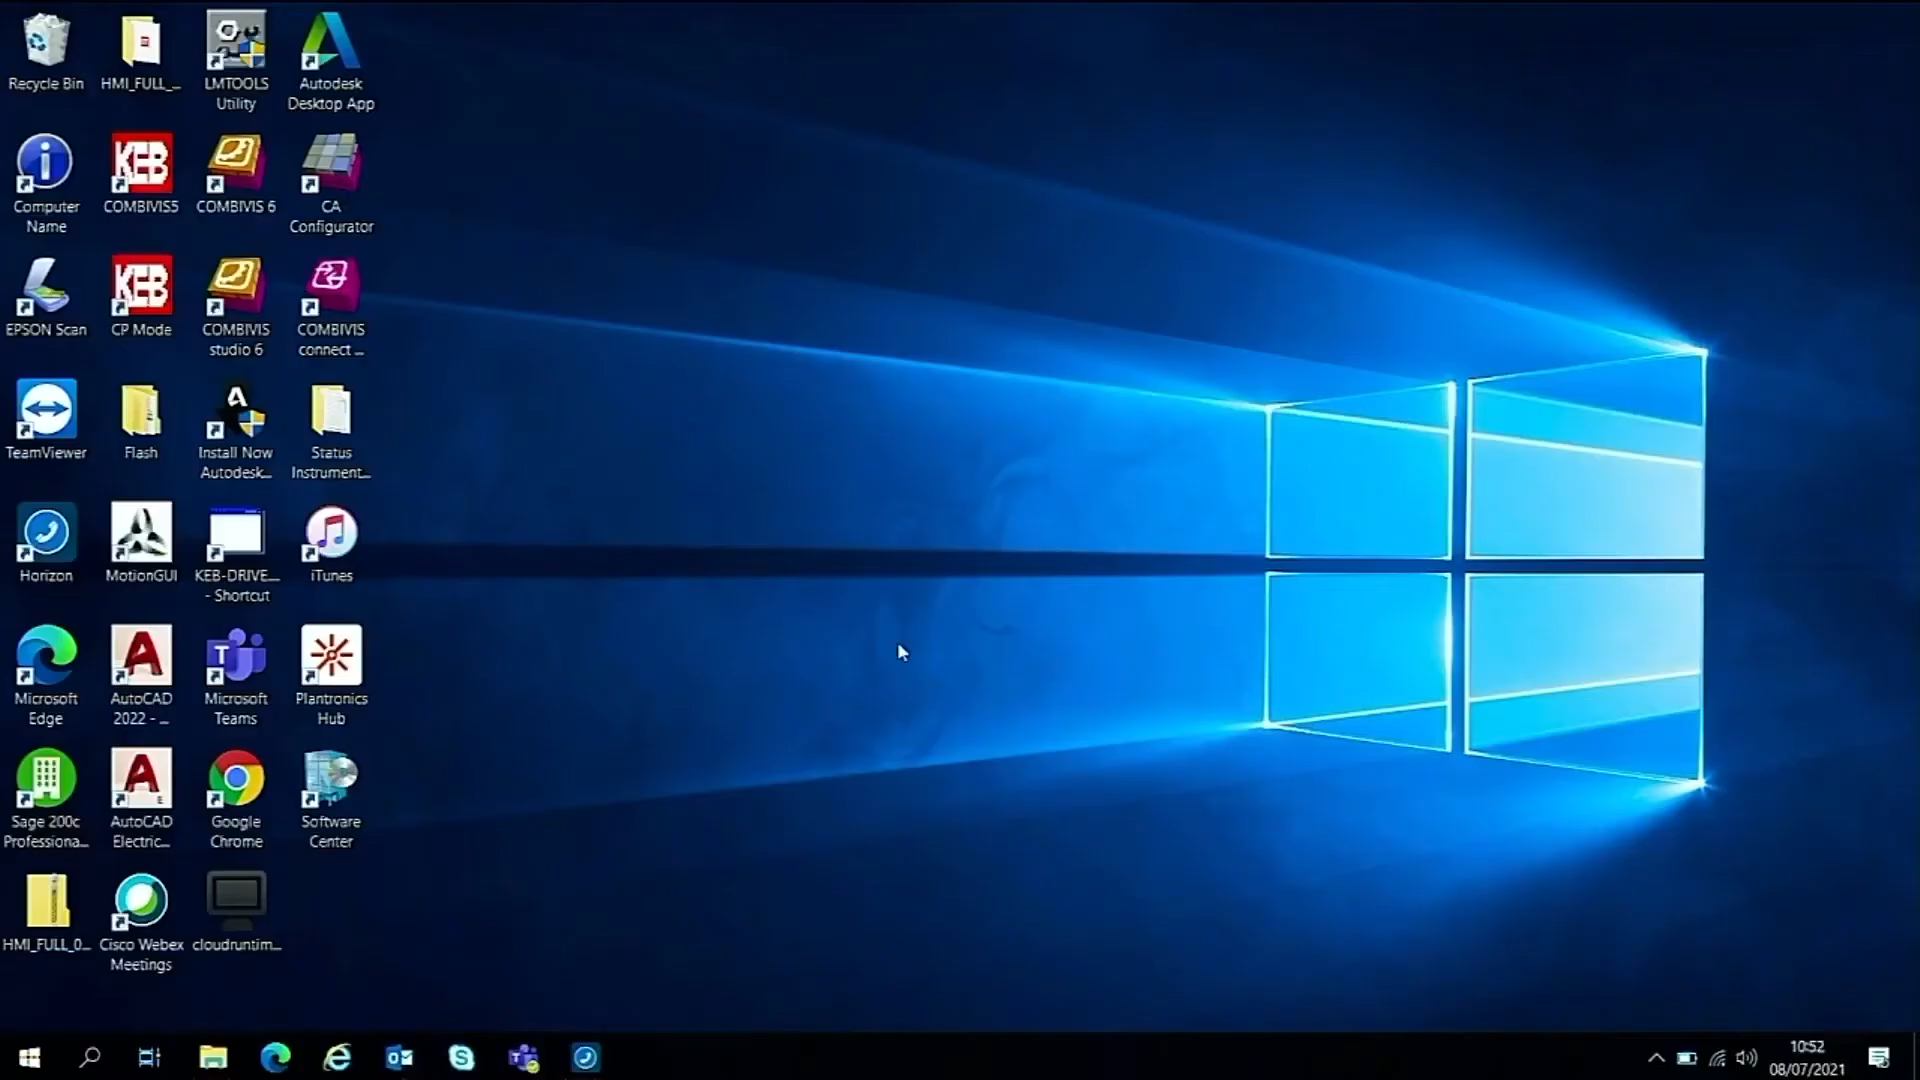 Recycle Bin
HMI_FULL_...
LMTOOLS
Utility
Autodesk
Desktop App
Computer
Name
KEB
COMBIVIS5
COMBIVIS 6
CA
Configurator
EPSON Scan
KEB
CP Mode
COMBIVIS
studio 6
COMBIVIS
connect ...
TeamViewer
Flash
Install Now
Autodesk...
Status
Instrument...
Horizon
MotionGUI
KEB-DRIVE...
- Shortcut
iTunes
Microsoft
Edge
AutoCAD
2022 - ...
Microsoft
Teams
Plantronics
Hub
Sage 200c
Professiona...
AutoCAD
Electric...
Google
Chrome
Software
Center
HMI_FULL_0...
Cisco Webex
Meetings
cloudruntim...
10:52
08/07/2021